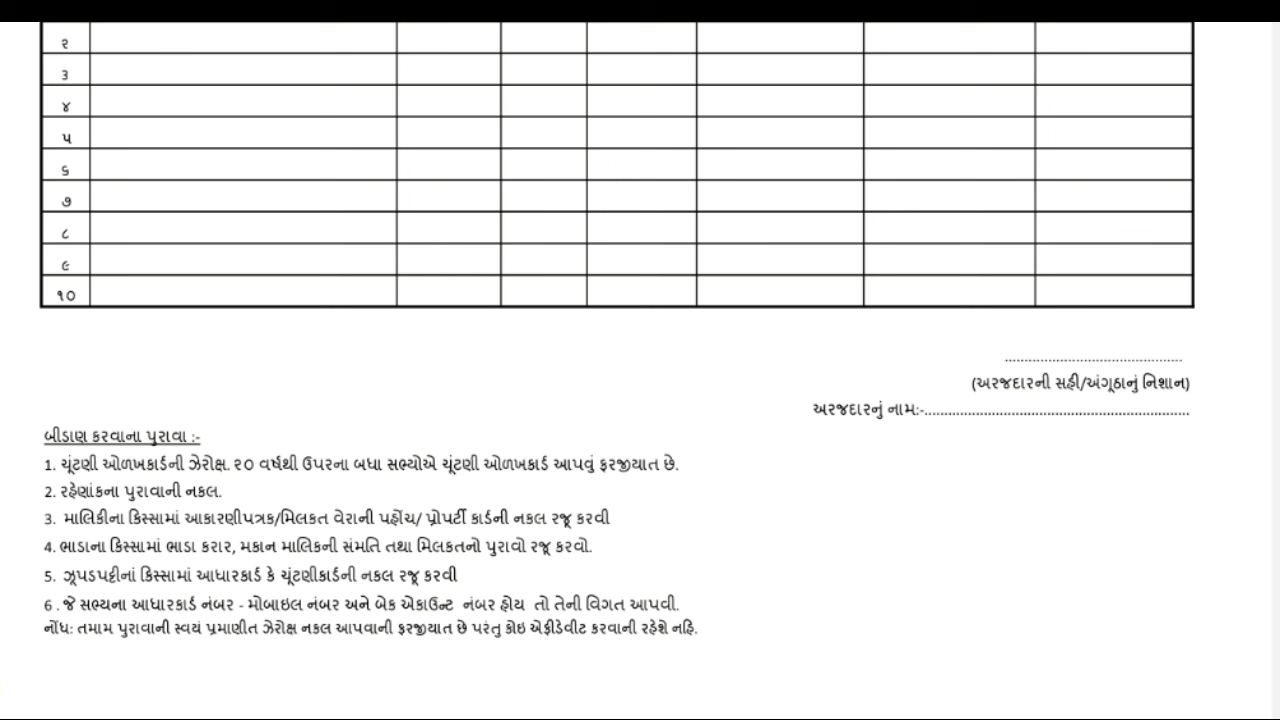 ૨
૩
૪
૫
૬
૭
૮
૯
૧૦
.............................................
(અરજદારની સહી/અંગૂઠાનું નિશાન)
અરજદારનું નામ:-...................................................................
બીડાણ કરવાના પુરાવા :-
1. ચૂંટણી ઓળખકાર્ડની ઝેરોક્ષ. ૨૦ વર્ષથી ઉપરના બધા સભ્યોએ ચૂંટણી ઓળખકાર્ડ આપવું ફરજીયાત છે.
2. રહેણાંકના પુરાવાની નકલ.
3. માલિકીના કિસ્સામાં આકારણીપત્રક/મિલકત વેરાની પહોંચ/ પ્રોપર્ટી કાર્ડની નકલ રજૂ કરવી
4. ભાડાના કિસ્સામાં ભાડા કરાર, મકાન માલિકની સંમતિ તથા મિલકતનો પુરાવો રજૂ કરવો.
5. ઝૂપડપટ્ટીનાં કિસ્સામાં આધારકાર્ડ કે ચૂંટણીકાર્ડની નકલ રજૂ કરવી
6 . જે સભ્યના આધારકાર્ડ નંબર - મોબાઇલ નંબર અને બેક એકાઉન્ટ નંબર હોય તો તેની વિગત આપવી.
નોંધ: તમામ પુરાવાની સ્વયં પ્રમાણીત ઝેરોક્ષ નકલ આપવાની ફરજીયાત છે પરંતુ કોઇ એફીડેવીટ કરવાની રહેશે નહિ.